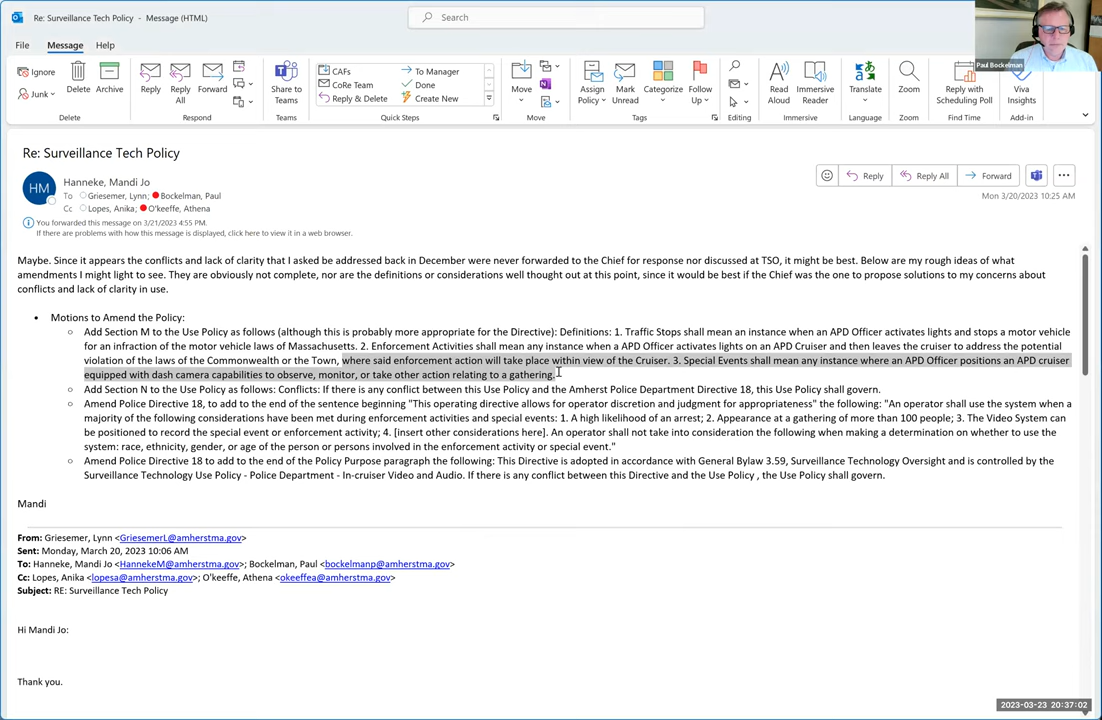 Re: Surveillance Tech Policy - Message (HTML)
Search
File Message Help
Ignore
Junk
Delete
Archive
Reply
Reply All
Forward
Share to Teams
CAFs
CoRe Team
Reply & Delete
To Manager
Done
Create New
Move
Assign Policy
Mark Unread
Categorize
Follow Up
Read Aloud
Immersive Reader
Translate
Zoom
Reply with Scheduling Poll
Viva Insights
Delete Respond Teams Quick Steps Move Tags Editing Immersive Language Zoom Find Time Add-in
Paul Bockelman
Re: Surveillance Tech Policy
HM
Hanneke, Mandi Jo
To Griesemer, Lynn; Bockelman, Paul
Cc Lopes, Anika; O'keeffe, Athena
Reply Reply All Forward
Mon 3/20/2023 10:25 AM
You forwarded this message on 3/21/2023 4:55 PM.
If there are problems with how this message is displayed, click here to view it in a web browser.
Maybe. Since it appears the conflicts and lack of clarity that I asked be addressed back in December were never forwarded to the Chief for response nor discussed at TSO, it might be best. Below are my rough ideas of what
amendments I might light to see. They are obviously not complete, nor are the definitions or considerations well thought out at this point, since it would be best if the Chief was the one to propose solutions to my concerns about
conflicts and lack of clarity in use.
• Motions to Amend the Policy:
○ Add Section M to the Use Policy as follows (although this is probably more appropriate for the Directive): Definitions: 1. Traffic Stops shall mean an instance when an APD Officer activates lights and stops a motor vehicle
for an infraction of the motor vehicle laws of Massachusetts. 2. Enforcement Activities shall mean any instance when a APD Officer activates lights on an APD Cruiser and then leaves the cruiser to address the potential
violation of the laws of the Commonwealth or the Town, where said enforcement action will take place within view of the Cruiser. 3. Special Events shall mean any instance where an APD Officer positions an APD cruiser
equipped with dash camera capabilities to observe, monitor, or take other action relating to a gathering.
○ Add Section N to the Use Policy as follows: Conflicts: If there is any conflict between this Use Policy and the Amherst Police Department Directive 18, this Use Policy shall govern.
○ Amend Police Directive 18, to add to the end of the sentence beginning "This operating directive allows for operator discretion and judgment for appropriateness" the following: "An operator shall use the system when a
majority of the following considerations have been met during enforcement activities and special events: 1. A high likelihood of an arrest; 2. Appearance at a gathering of more than 100 people; 3. The Video System can
be positioned to record the special event or enforcement activity; 4. [insert other considerations here]. An operator shall not take into consideration the following when making a determination on whether to use the
system: race, ethnicity, gender, or age of the person or persons involved in the enforcement activity or special event."
○ Amend Police Directive 18 to add to the end of the Policy Purpose paragraph the following: This Directive is adopted in accordance with General Bylaw 3.59, Surveillance Technology Oversight and is controlled by the
Surveillance Technology Use Policy - Police Department - In-cruiser Video and Audio. If there is any conflict between this Directive and the Use Policy , the Use Policy shall govern.
Mandi
From: Griesemer, Lynn <GriesemerL@amherstma.gov>
Sent: Monday, March 20, 2023 10:06 AM
To: Hanneke, Mandi Jo <HannekeM@amherstma.gov>; Bockelman, Paul <bockelmanp@amherstma.gov>
Cc: Lopes, Anika <lopesa@amherstma.gov>; O'keeffe, Athena <okeeffea@amherstma.gov>
Subject: RE: Surveillance Tech Policy
Hi Mandi Jo:
Thank you.
2023-03-23 20:37:02